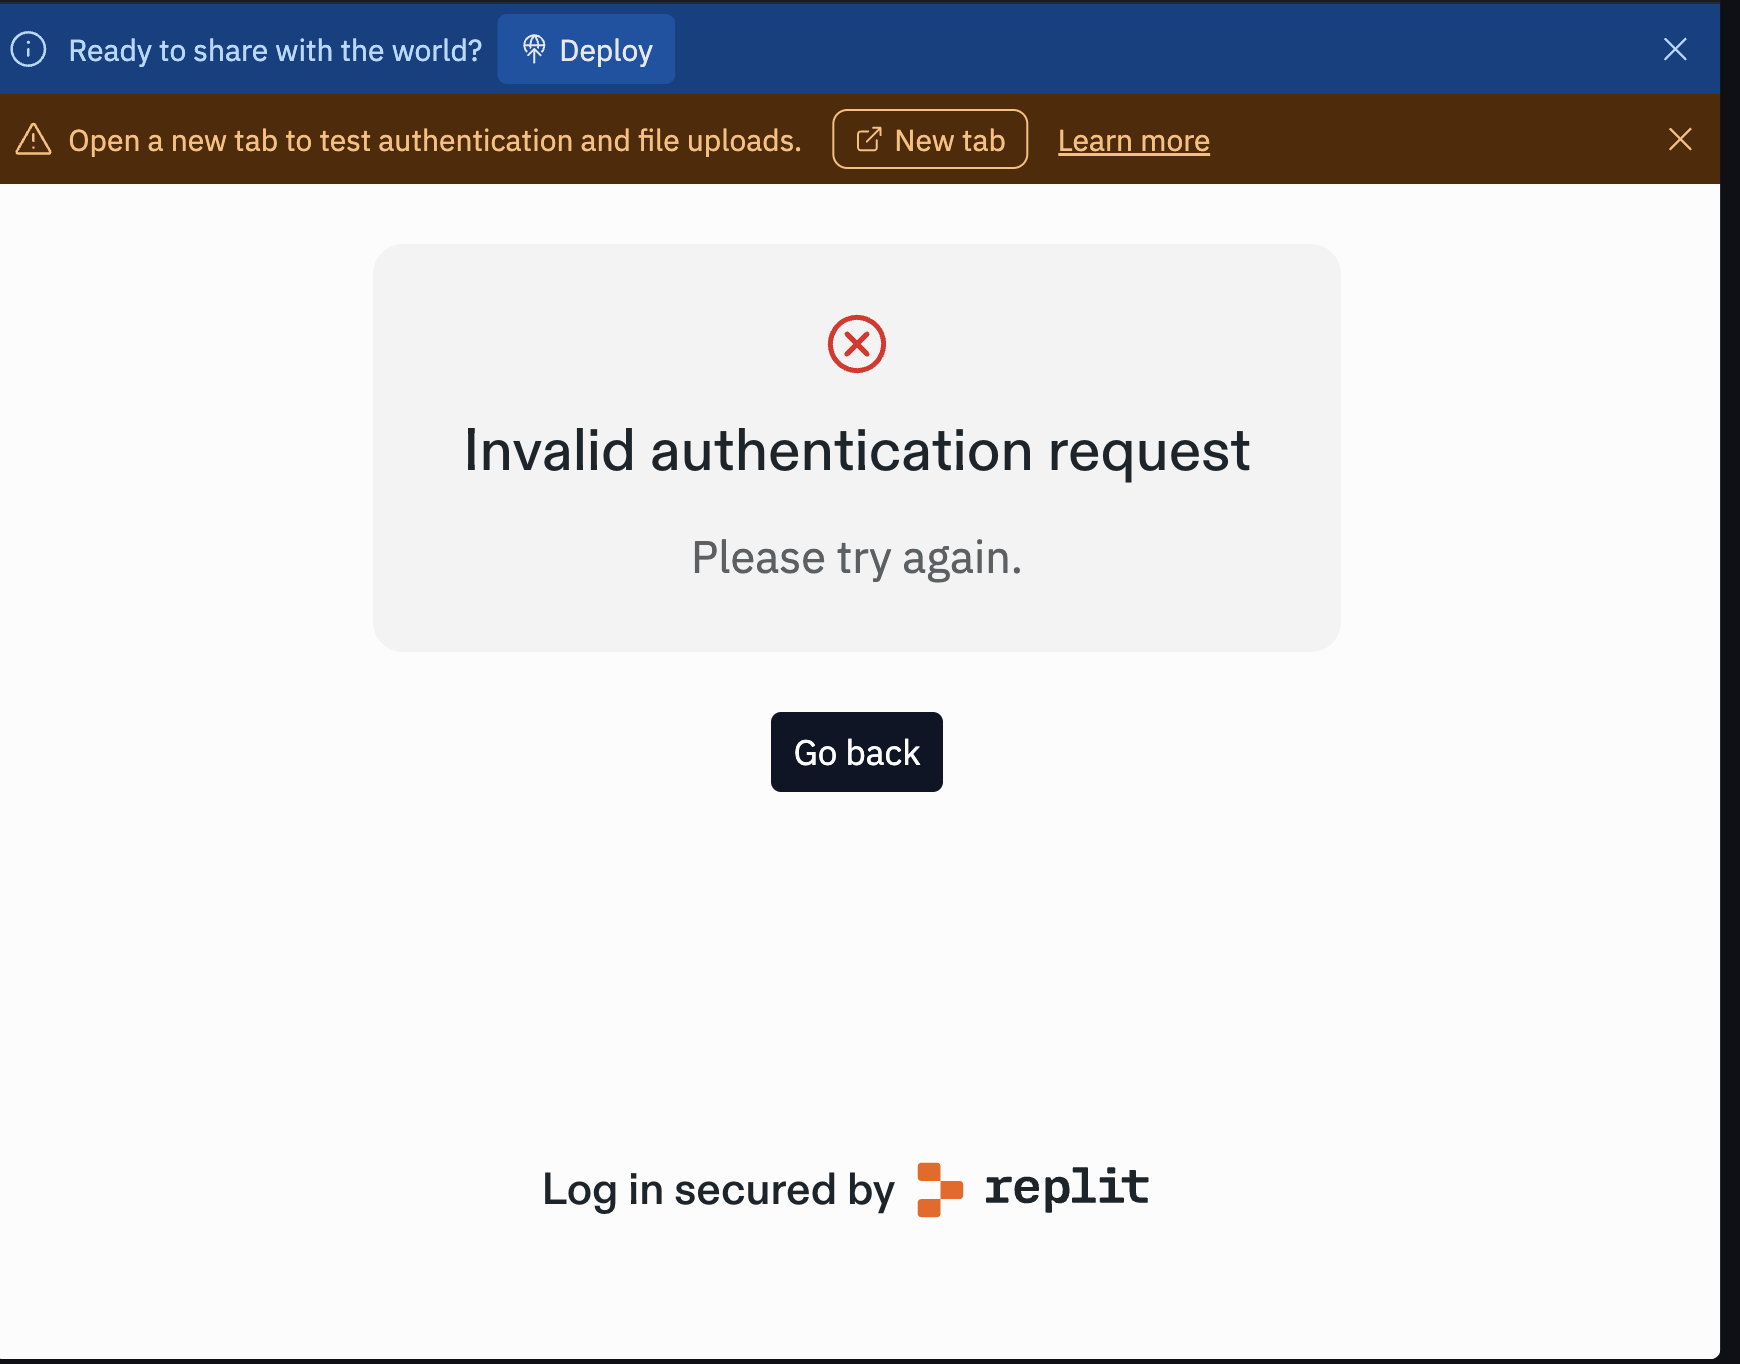 Ready to share with the world? Deploy
Open a new tab to test authentication and file uploads. New tab Learn more
Invalid authentication request
Please try again.
Go back
Log in secured by replit